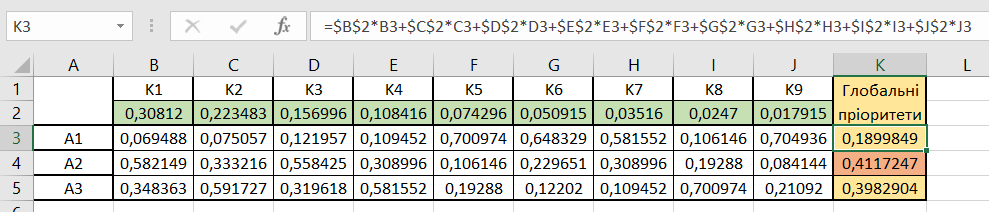 K3 fx =$B$2*B3+$C$2*C3+$D$2*D3+$E$2*E3+$F$2*F3+$G$2*G3+$H$2*H3+$I$2*I3+$J$2*J3
A B C D E F G H I J K L
1 K1 K2 K3 K4 K5 K6 K7 K8 K9 Глобальні
2 0,30812 0,223483 0,156996 0,108416 0,074296 0,050915 0,03516 0,0247 0,017915 пріоритети
3 A1 0,069488 0,075057 0,121957 0,109452 0,700974 0,648329 0,581552 0,106146 0,704936 0,1899849
4 A2 0,582149 0,333216 0,558425 0,308996 0,106146 0,229651 0,308996 0,19288 0,084144 0,4117247
5 A3 0,348363 0,591727 0,319618 0,581552 0,19288 0,12202 0,109452 0,700974 0,21092 0,3982904